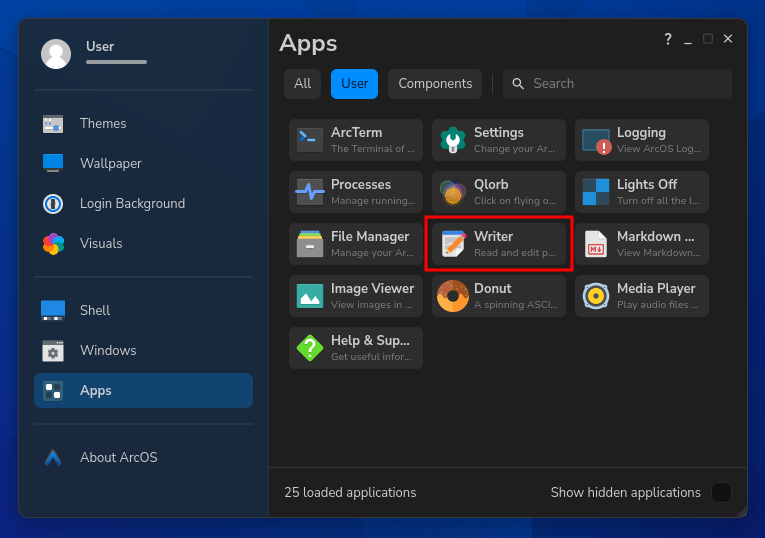 User
Themes
Wallpaper
Login Background
Visuals
Shell
Windows
Apps
About ArcOS
Apps
? _ □ ×
All User Components Search
ArcTerm
The Terminal of ...
Settings
Change your Ar...
Logging
View ArcOS Log...
Processes
Manage running...
Qlorb
Click on flying o...
Lights Off
Turn off all the l...
File Manager
Manage your Ar...
Writer
Read and edit p...
Markdown ...
View Markdown...
Image Viewer
View images in ...
Donut
A spinning ASCI...
Media Player
Play audio files ...
Help & Sup...
Get useful infor...
25 loaded applications
Show hidden applications